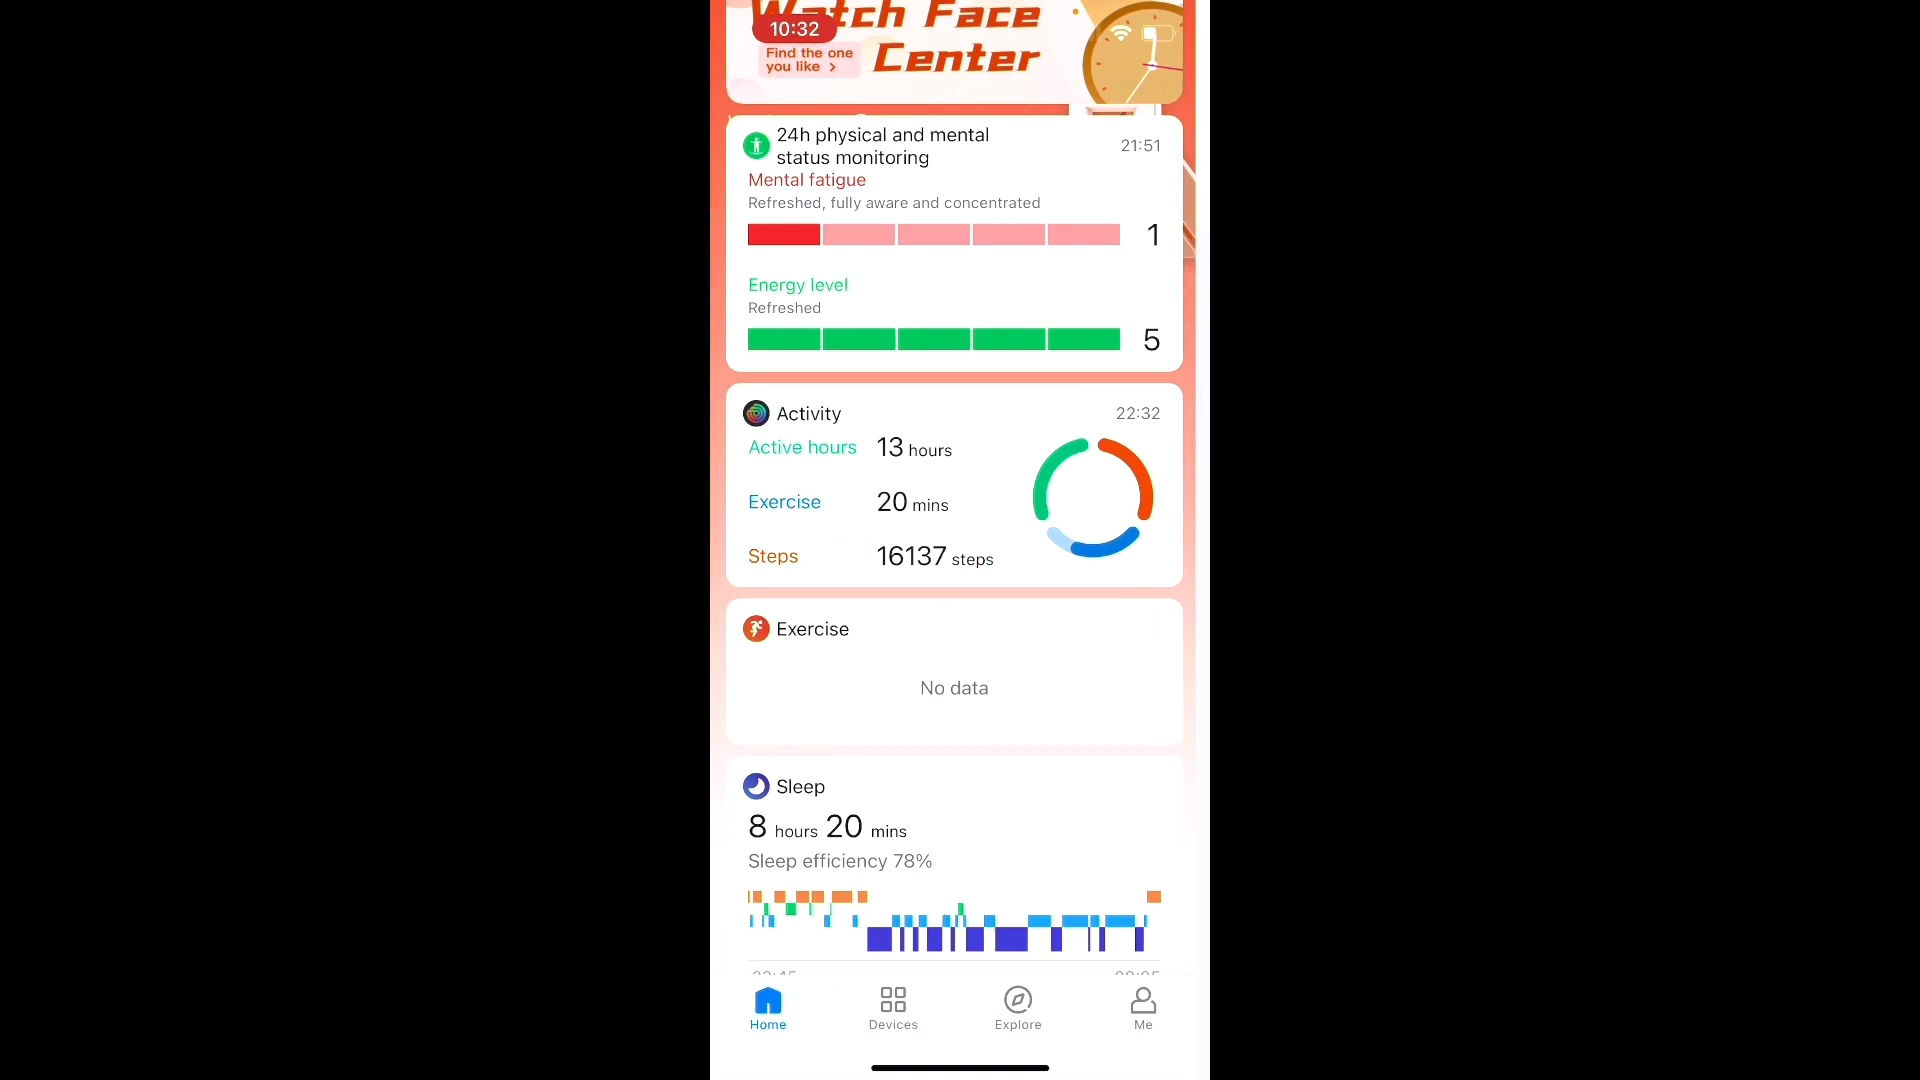 Watch Face
10:32
Find the one
you like >
Center
24h physical and mental
status monitoring
21:51
Mental fatigue
Refreshed, fully aware and concentrated
1
Energy level
Refreshed
5
Activity
22:32
Active hours
13 hours
Exercise
20 mins
Steps
16137 steps
Exercise
No data
Sleep
8 hours 20 mins
Sleep efficiency 78%
Home
Devices
Explore
Me